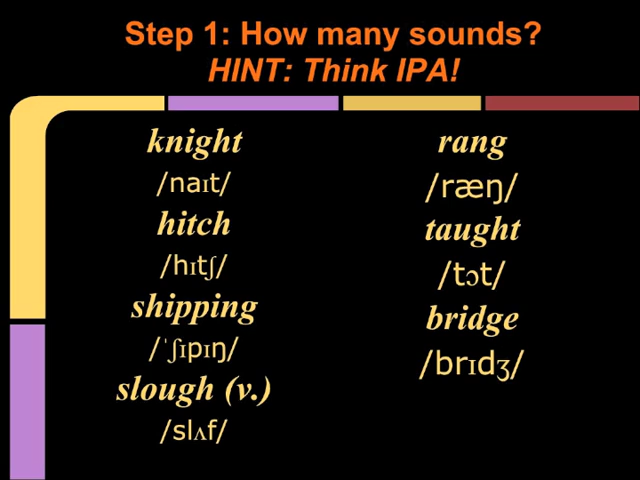 Step 1: How many sounds?
HINT: Think IPA!
knight
/naɪt/
hitch
/hɪtʃ/
shipping
/ˈʃɪpɪŋ/
slough (v.)
/slʌf/
rang
/ræŋ/
taught
/tɔt/
bridge
/brɪdʒ/